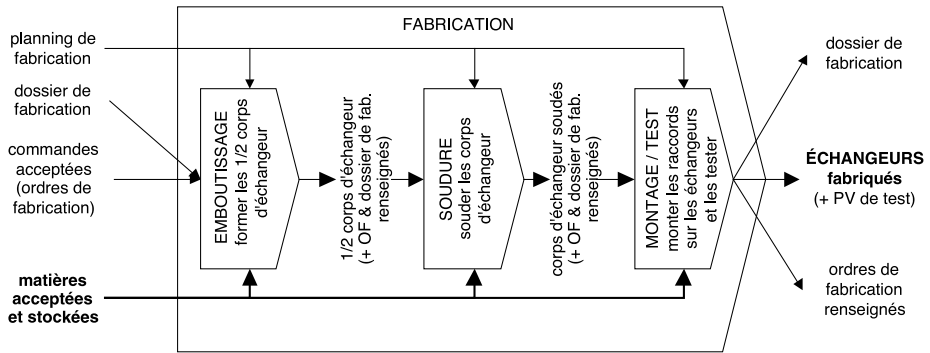 FABRICATION
planning de
fabrication
dossier de
fabrication
commandes
acceptées
(ordres de
fabrication)
matières
acceptées
et stockées
EMBOUTISSAGE
former les 1/2 corps
d'échangeur
1/2 corps d'échangeur
(+ OF & dossier de fab.
renseignés)
SOUDURE
souder les corps
d'échangeur
corps d'échangeur soudés
(+ OF & dossier de fab.
renseignés)
MONTAGE / TEST
monter les raccords
sur les échangeurs
et les tester
dossier de
fabrication
ÉCHANGEURS
fabriqués
(+ PV de test)
ordres de
fabrication
renseignés